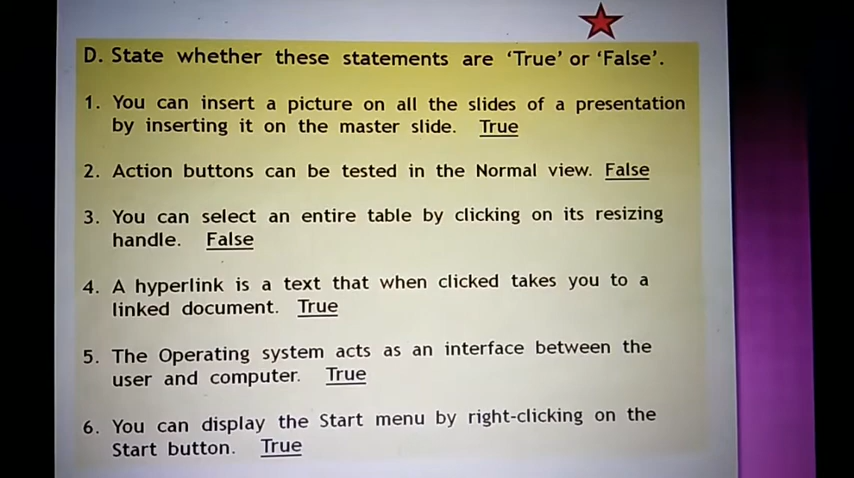 D. State whether these statements are ‘True’ or ‘False’.
1. You can insert a picture on all the slides of a presentation
by inserting it on the master slide. True
2. Action buttons can be tested in the Normal view. False
3. You can select an entire table by clicking on its resizing
handle. False
4. A hyperlink is a text that when clicked takes you to a
linked document. True
5. The Operating system acts as an interface between the
user and computer. True
6. You can display the Start menu by right-clicking on the
Start button. True